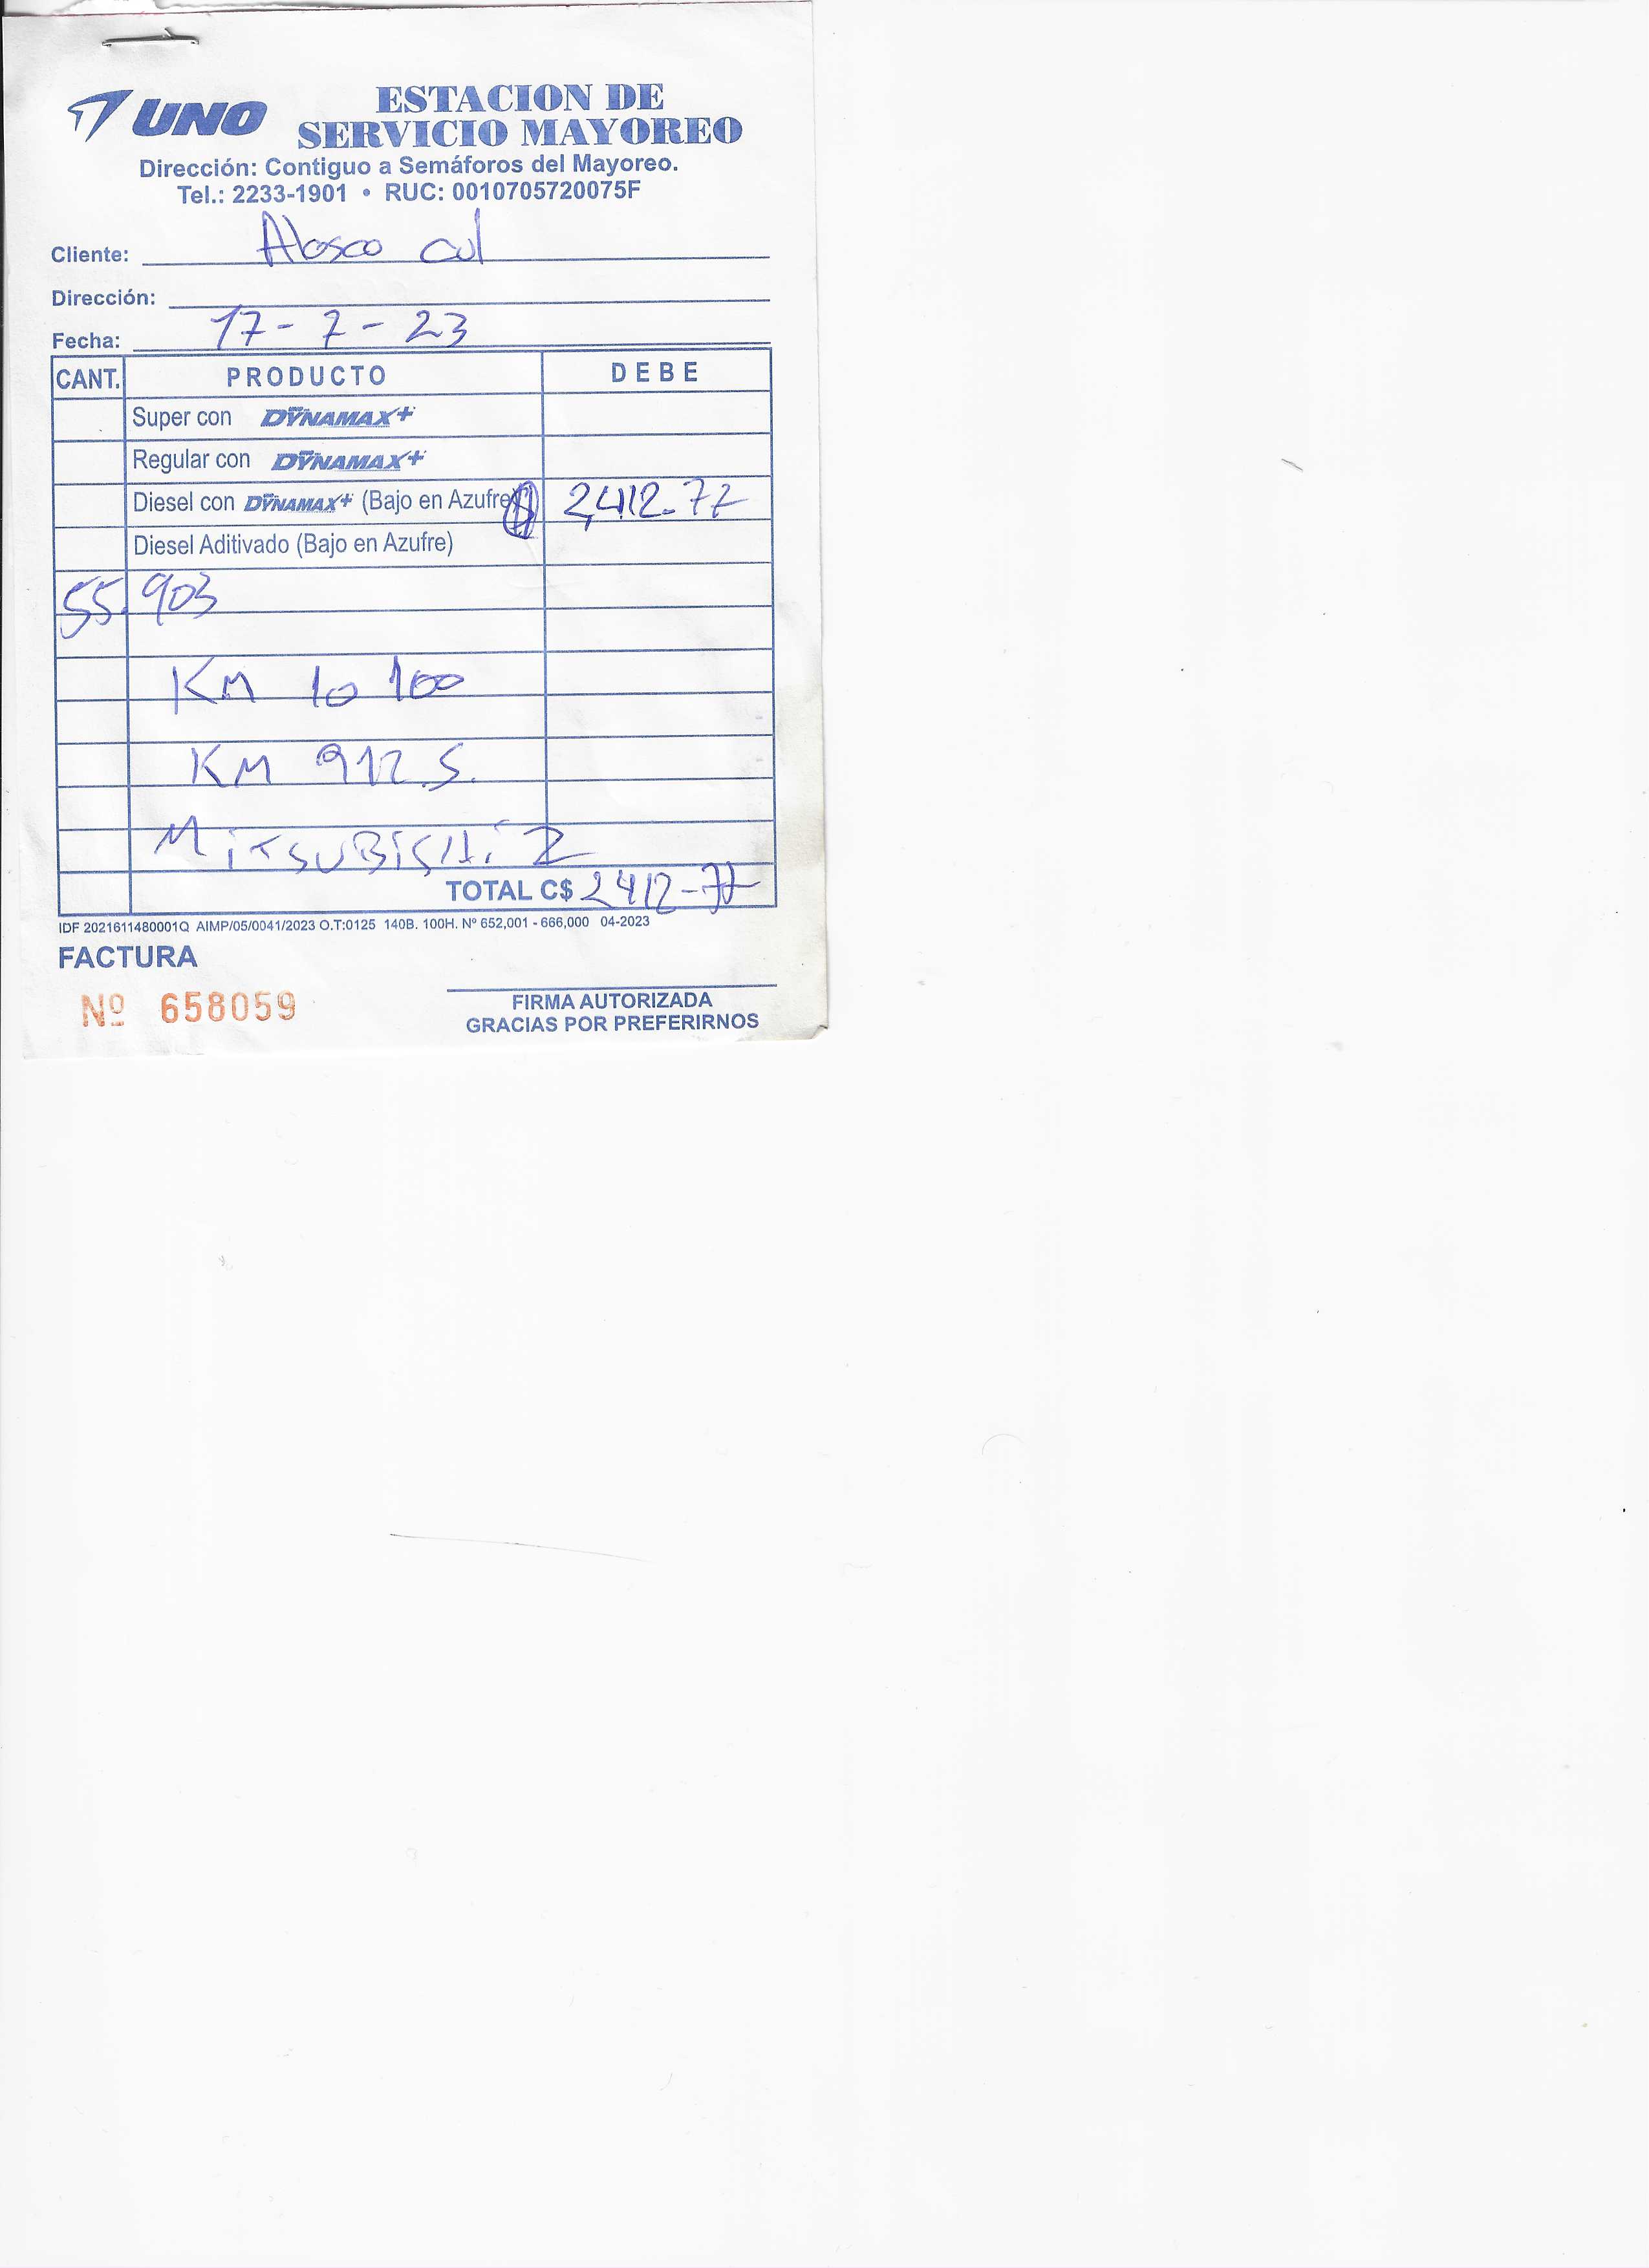 UNO
ESTACION DE
SERVICIO MAYOREO
Dirección: Contiguo a Semáforos del Mayoreo.
Tel.: 2233-1901 • RUC: 0010705720075F
Cliente:
Dirección:
Fecha: 17-7-23
CANT. PRODUCTO DEBE
Super con DYNAMAX+
Regular con DYNAMAX+
Diesel con DYNAMAX+ (Bajo en Azufre 2,412.77
Diesel Aditivado (Bajo en Azufre)
55.903
KM 10 100
KM 912.5.
MiTSUBiSHi 2
TOTAL C$ 2412-77
IDF 2021611480001Q AIMP/05/0041/2023 O.T:0125 140B. 100H. Nº 652,001 - 666,000 04-2023
FACTURA
Nº 658059
FIRMA AUTORIZADA
GRACIAS POR PREFERIRNOS